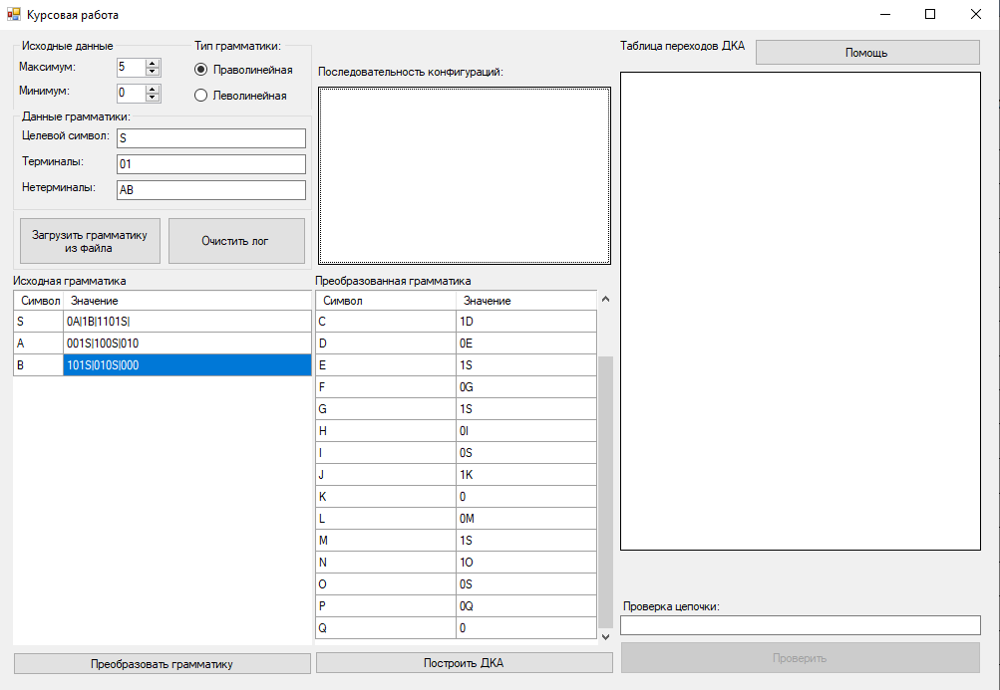 Курсовая работа
Исходные данные
Максимум: 5
Минимум: 0
Тип грамматики:
Праволинейная
Леволинейная
Данные грамматики:
Целевой символ: S
Терминалы: 01
Нетерминалы: AB
Загрузить грамматику
из файла
Очистить лог
Последовательность конфигураций:
Таблица переходов ДКА
Помощь
Исходная грамматика
Символ Значение
S 0A|1B|1101S|
A 001S|100S|010
B 101S|010S|000
Преобразовать грамматику
Преобразованная грамматика
Символ Значение
C 1D
D 0E
E 1S
F 0G
G 1S
H 0I
I 0S
J 1K
K 0
L 0M
M 1S
N 1O
O 0S
P 0Q
Q 0
Построить ДКА
Проверка цепочки:
Проверить